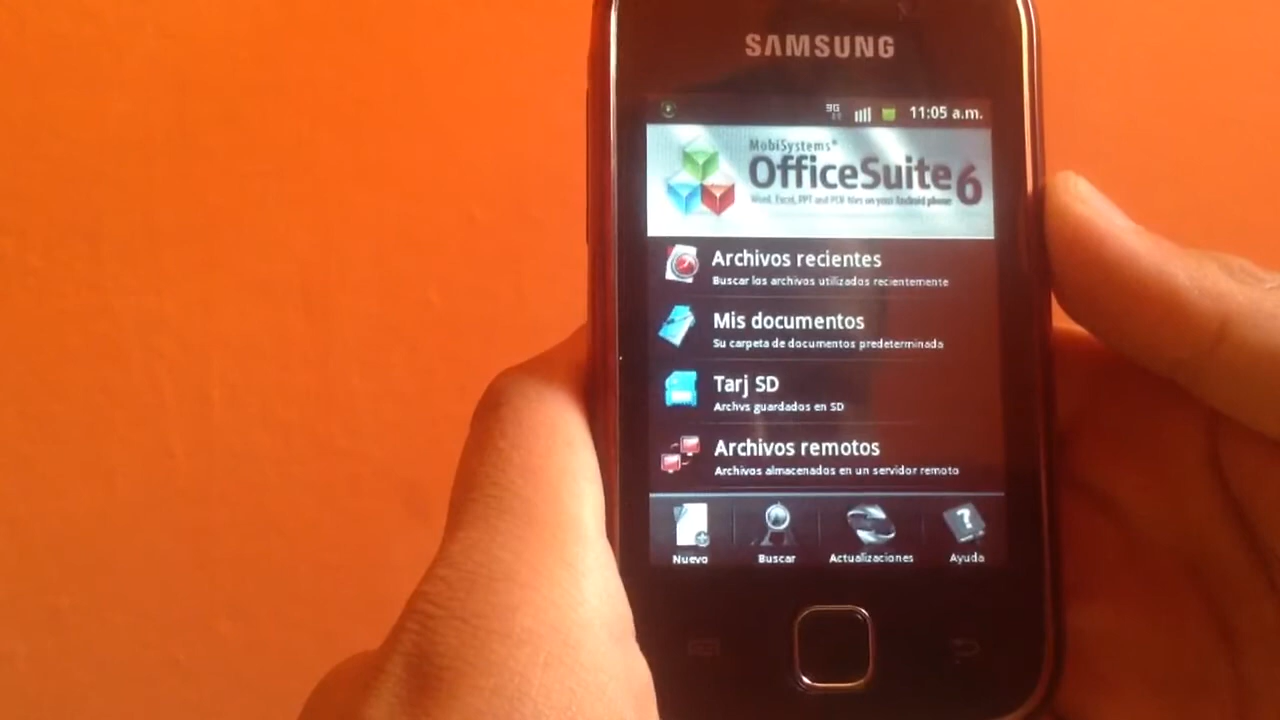 SAMSUNG
3G
11:05 a.m.
MobiSystems®
OfficeSuite 6
Word, Excel, PPT and PDF files on your Android phone
Archivos recientes
Buscar los archivos utilizados recientemente
Mis documentos
Su carpeta de documentos predeterminada
Tarj SD
Archvs guardados en SD
Archivos remotos
Archivos almacenados en un servidor remoto
Nuevo
Buscar
Actualizaciones
Ayuda